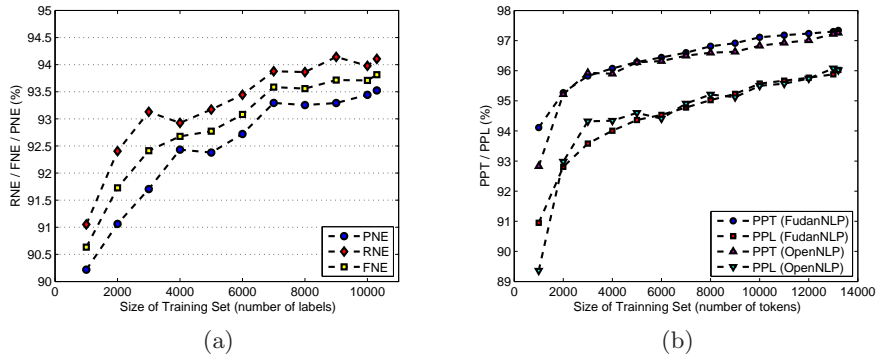 95
94.5
94
93.5
93
92.5
92
91.5
91
90.5
90
RNE / FNE / PNE (%)
0
2000
4000
6000
8000
10000
Size of Training Set (number of labels)
PNE
RNE
FNE
(a)
98
97
96
95
94
93
92
91
90
89
PPT / PPL (%)
0
2000
4000
6000
8000
10000
12000
14000
Size of Trainning Set (number of tokens)
PPT (FudanNLP)
PPL (FudanNLP)
PPT (OpenNLP)
PPL (OpenNLP)
(b)